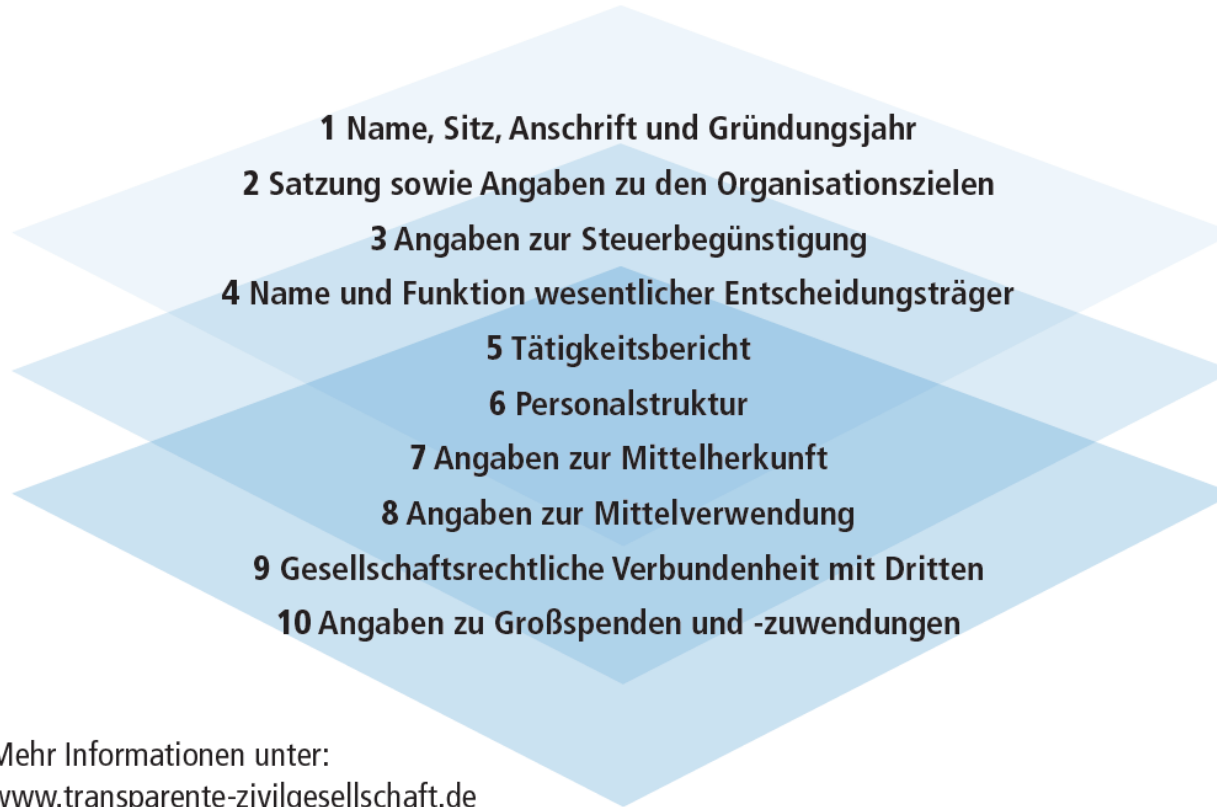 1 Name, Sitz, Anschrift und Gründungsjahr
2 Satzung sowie Angaben zu den Organisationszielen
3 Angaben zur Steuerbegünstigung
4 Name und Funktion wesentlicher Entscheidungsträger
5 Tätigkeitsbericht
6 Personalstruktur
7 Angaben zur Mittelherkunft
8 Angaben zur Mittelverwendung
9 Gesellschaftsrechtliche Verbundenheit mit Dritten
10 Angaben zu Großspenden und -zuwendungen
Mehr Informationen unter:
www.transparente-zivilgesellschaft.de